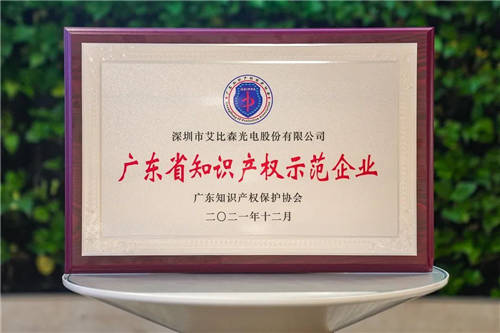 深圳市艾比森光电股份有限公司
广东省知识产权示范企业
广东知识产权保护协会
二〇二一年十二月